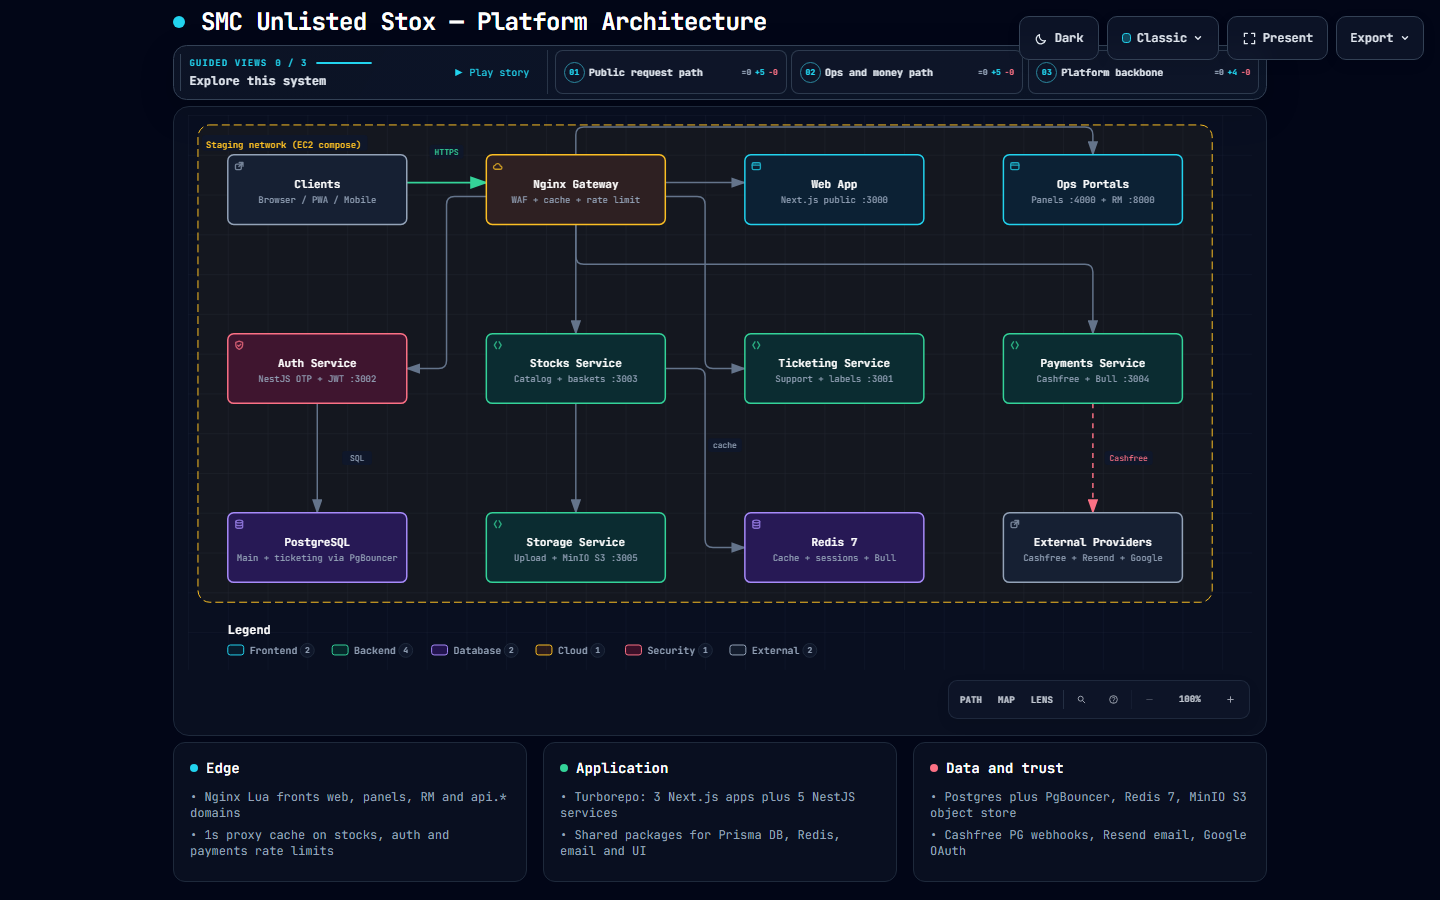 SMC Unlisted Stox — Platform Architecture
Dark
Classic
Present
Export
GUIDED VIEWS 0 / 3
Explore this system
Play story
01 Public request path =0 +5 -0
02 Ops and money path =0 +5 -0
03 Platform backbone =0 +4 -0
Staging network (EC2 compose)
HTTPS
Clients
Browser / PWA / Mobile
Nginx Gateway
WAF + cache + rate limit
Web App
Next.js public :3000
Ops Portals
Panels :4000 + RM :8000
Auth Service
NestJS OTP + JWT :3002
Stocks Service
Catalog + baskets :3003
Ticketing Service
Support + labels :3001
Payments Service
Cashfree + Bull :3004
SQL
cache
Cashfree
PostgreSQL
Main + ticketing via PgBouncer
Storage Service
Upload + MinIO S3 :3005
Redis 7
Cache + sessions + Bull
External Providers
Cashfree + Resend + Google
Legend
Frontend 2 Backend 4 Database 2 Cloud 1 Security 1 External 2
PATH MAP LENS − 100% +
Edge
• Nginx Lua fronts web, panels, RM and api.*
domains
• 1s proxy cache on stocks, auth and
payments rate limits
Application
• Turborepo: 3 Next.js apps plus 5 NestJS
services
• Shared packages for Prisma DB, Redis,
email and UI
Data and trust
• Postgres plus PgBouncer, Redis 7, MinIO S3
object store
• Cashfree PG webhooks, Resend email, Google
OAuth